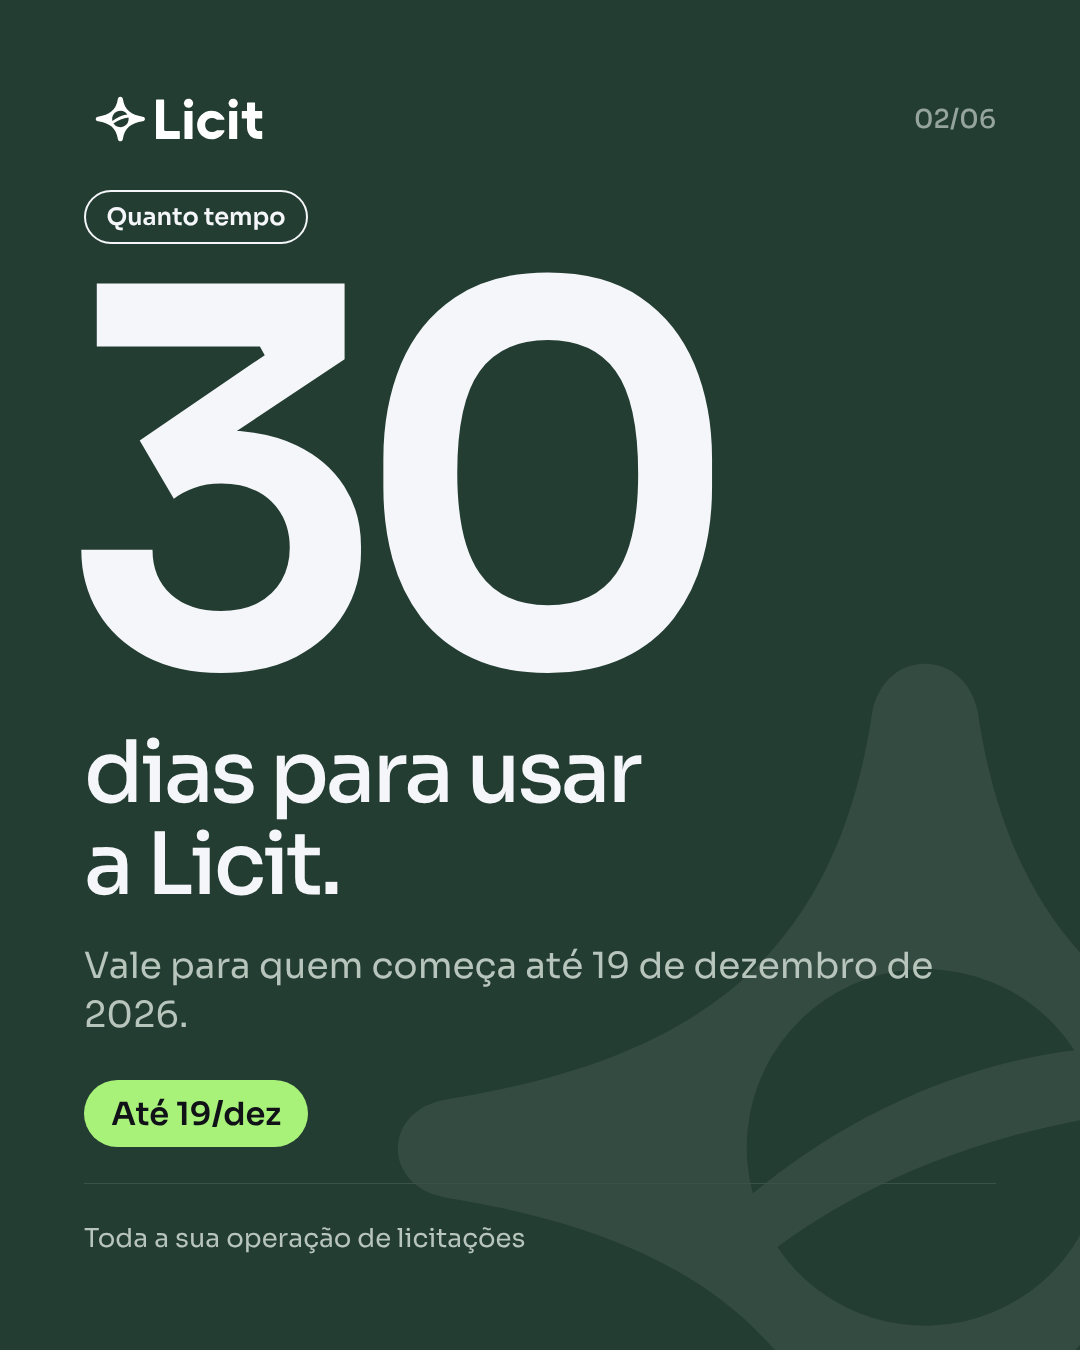 Licit
02/06
Quanto tempo
30
dias para usar
a Licit.
Vale para quem começa até 19 de dezembro de
2026.
Até 19/dez
Toda a sua operação de licitações